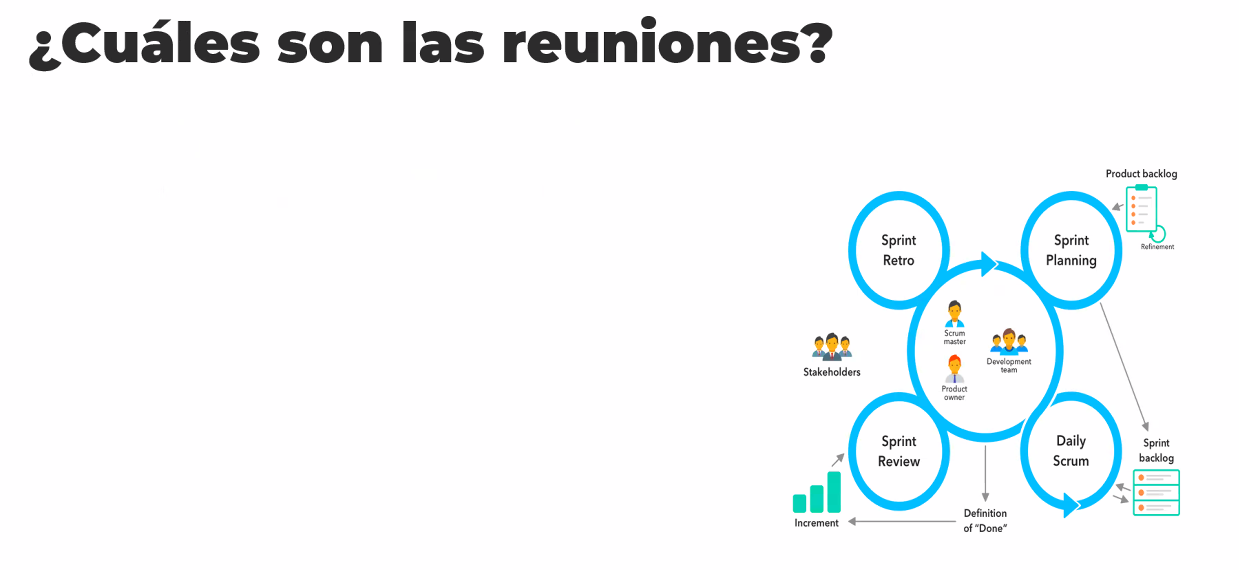 ¿Cuáles son las reuniones?
Product backlog
Refinement
Sprint
Retro
Sprint
Planning
Scrum
master
Development
team
Product
owner
Stakeholders
Sprint
Review
Daily
Scrum
Sprint
backlog
Increment
Definition
of “Done”